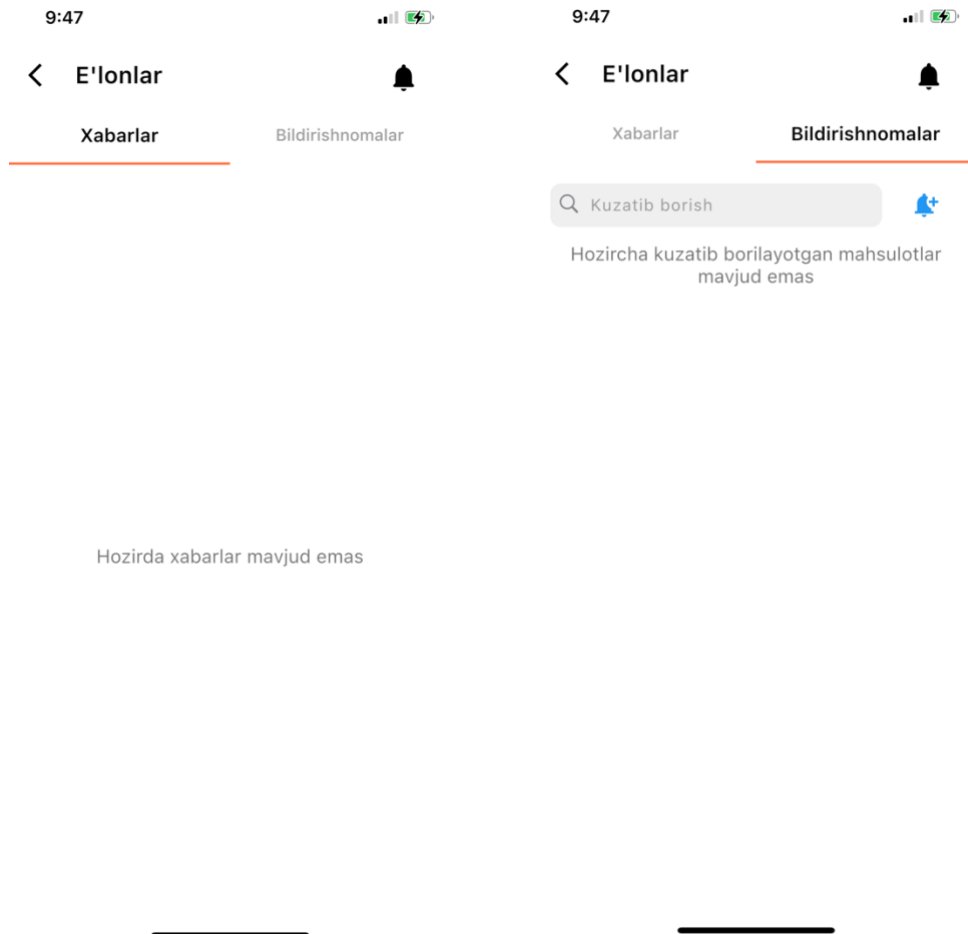 9:47
E'lonlar
Xabarlar Bildirishnomalar
Hozirda xabarlar mavjud emas
9:47
E'lonlar
Xabarlar Bildirishnomalar
Kuzatib borish
Hozircha kuzatib borilayotgan mahsulotlar
mavjud emas